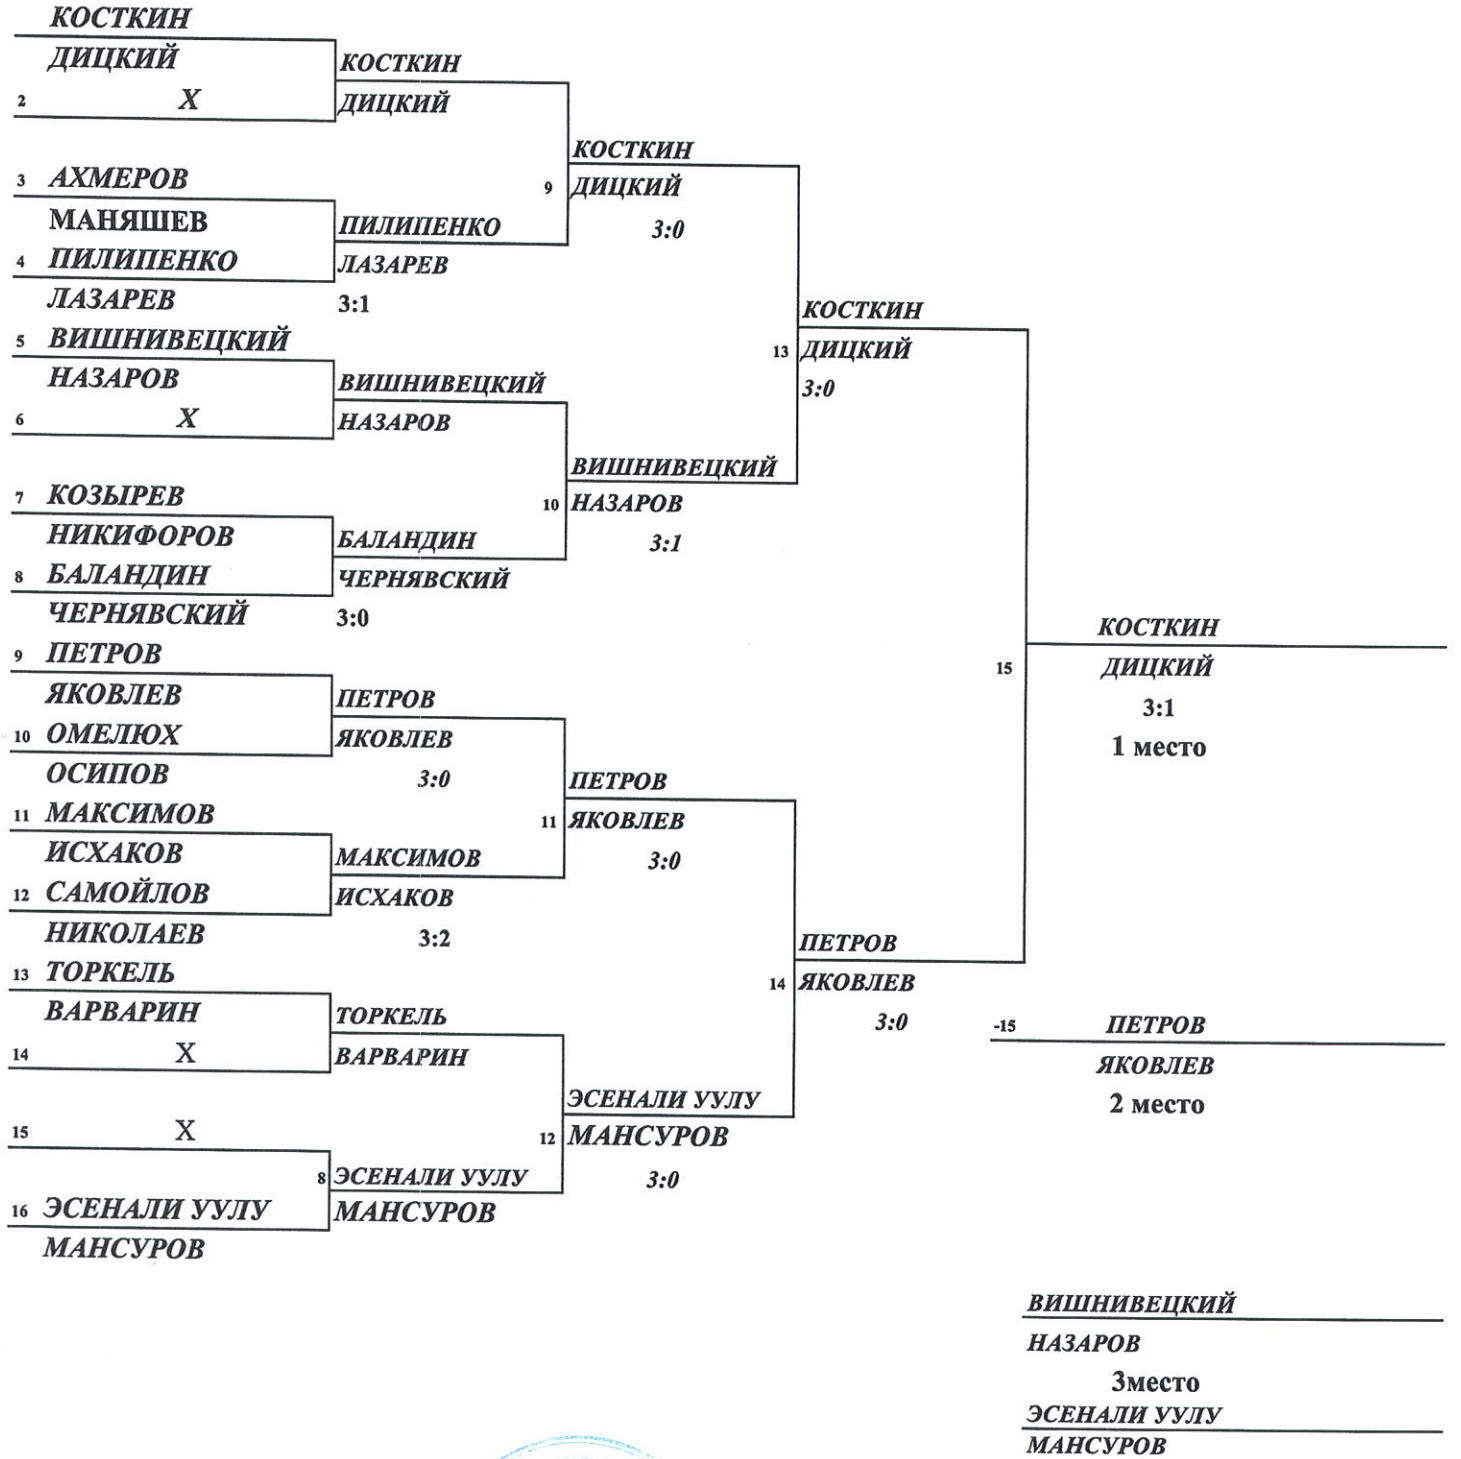 КОСТКИН
ДИЦКИЙ
2 X
3 АХМЕРОВ
МАНЯШЕВ
4 ПИЛИПЕНКО
ЛАЗАРЕВ
5 ВИШНИВЕЦКИЙ
НАЗАРОВ
6 X
7 КОЗЫРЕВ
НИКИФОРОВ
8 БАЛАНДИН
ЧЕРНЯВСКИЙ
9 ПЕТРОВ
ЯКОВЛЕВ
10 ОМЕЛЮХ
ОСИПОВ
11 МАКСИМОВ
ИСХАКОВ
12 САМОЙЛОВ
НИКОЛАЕВ
13 ТОРКЕЛЬ
ВАРВАРИН
14 X
15 X
16 ЭСЕНАЛИ УУЛУ
МАНСУРОВ
КОСТКИН
ДИЦКИЙ
ПИЛИПЕНКО
ЛАЗАРЕВ
3:1
ВИШНИВЕЦКИЙ
НАЗАРОВ
БАЛАНДИН
ЧЕРНЯВСКИЙ
3:0
ПЕТРОВ
ЯКОВЛЕВ
3:0
МАКСИМОВ
ИСХАКОВ
3:2
ТОРКЕЛЬ
ВАРВАРИН
8 ЭСЕНАЛИ УУЛУ
МАНСУРОВ
КОСТКИН
9 ДИЦКИЙ
3:0
ВИШНИВЕЦКИЙ
10 НАЗАРОВ
3:1
ПЕТРОВ
11 ЯКОВЛЕВ
3:0
ЭСЕНАЛИ УУЛУ
12 МАНСУРОВ
3:0
КОСТКИН
13 ДИЦКИЙ
3:0
ПЕТРОВ
14 ЯКОВЛЕВ
3:0
КОСТКИН
15 ДИЦКИЙ
3:1
1 место
-15 ПЕТРОВ
ЯКОВЛЕВ
2 место
ВИШНИВЕЦКИЙ
НАЗАРОВ
3место
ЭСЕНАЛИ УУЛУ
МАНСУРОВ